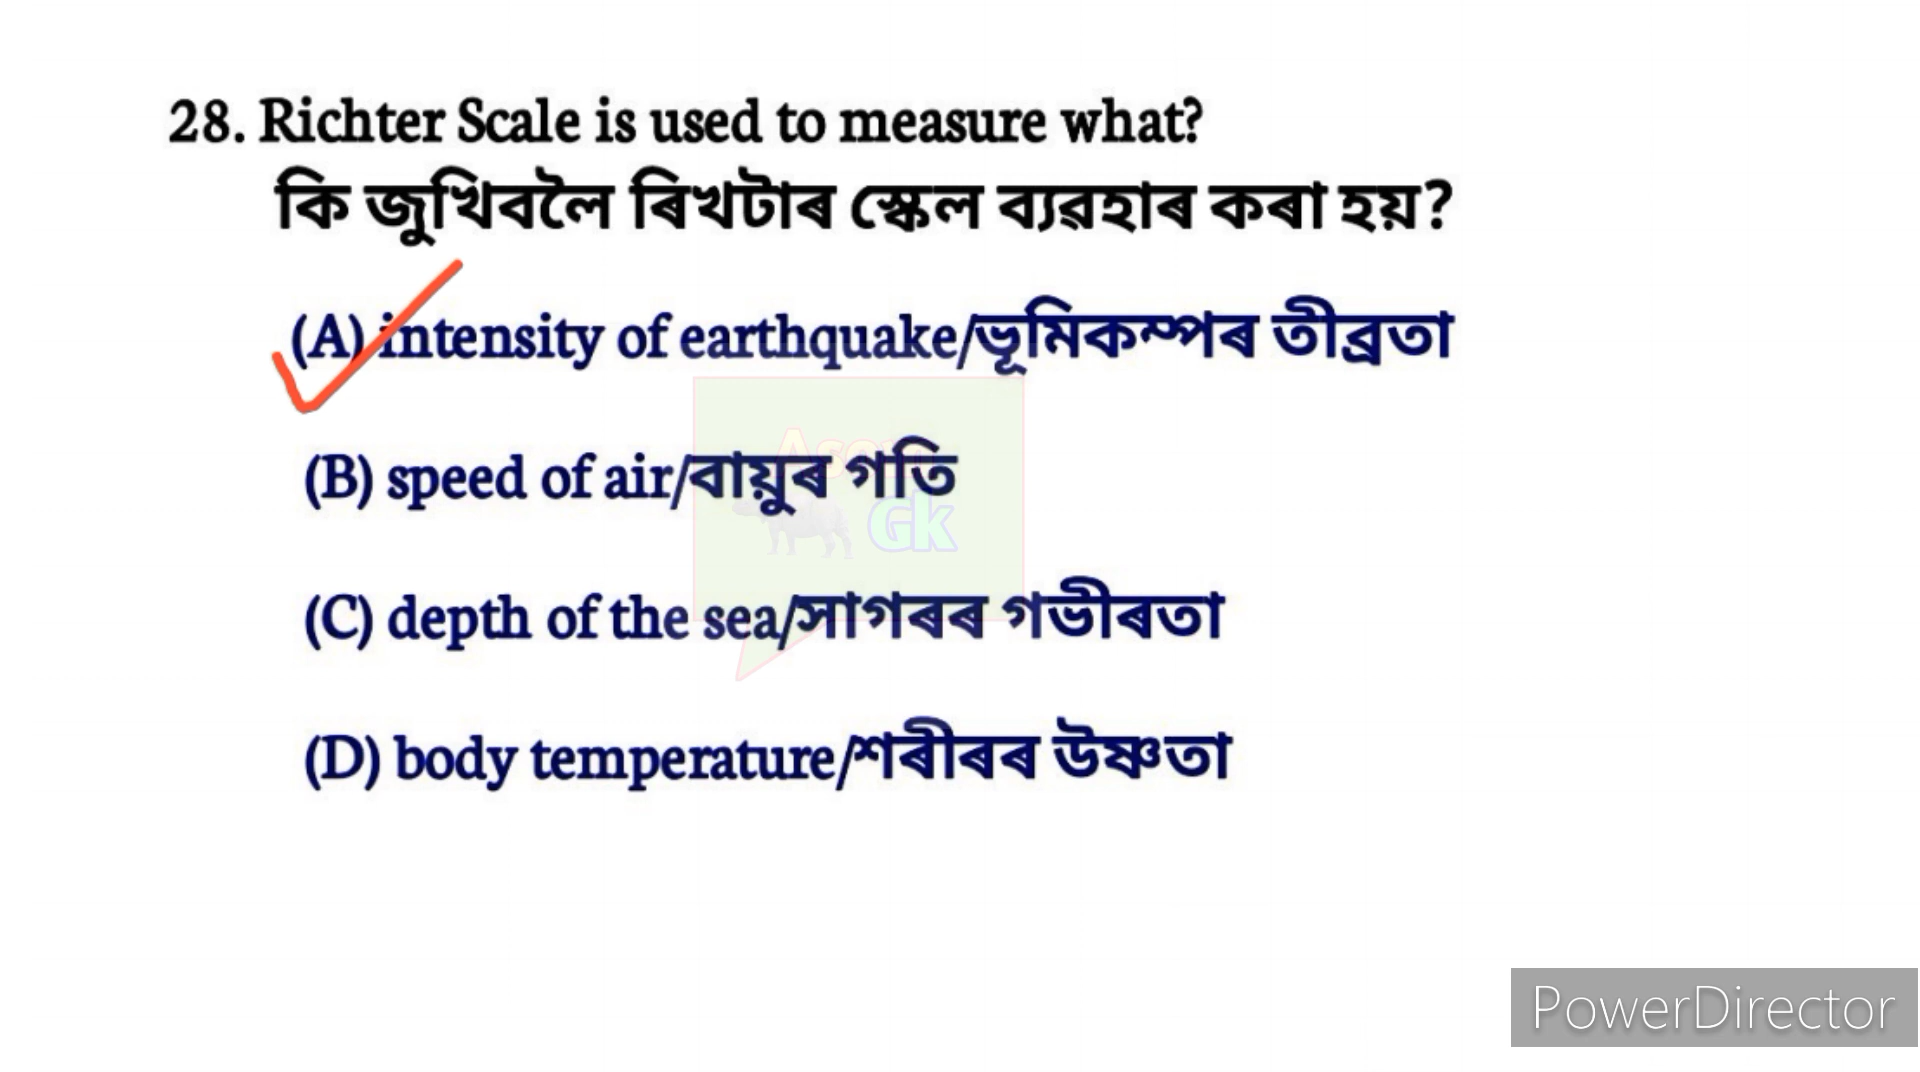 28. Richter Scale is used to measure what?
কি জুখিবলৈ ৰিখটাৰ স্কেল ব্যৱহাৰ কৰা হয়?
(A) intensity of earthquake/ভূমিকম্পৰ তীব্ৰতা
(B) speed of air/বায়ুৰ গতি
Gk
(C) depth of the sea/সাগৰৰ গভীৰতা
(D) body temperature/শৰীৰৰ উষ্ণতা
PowerDirector